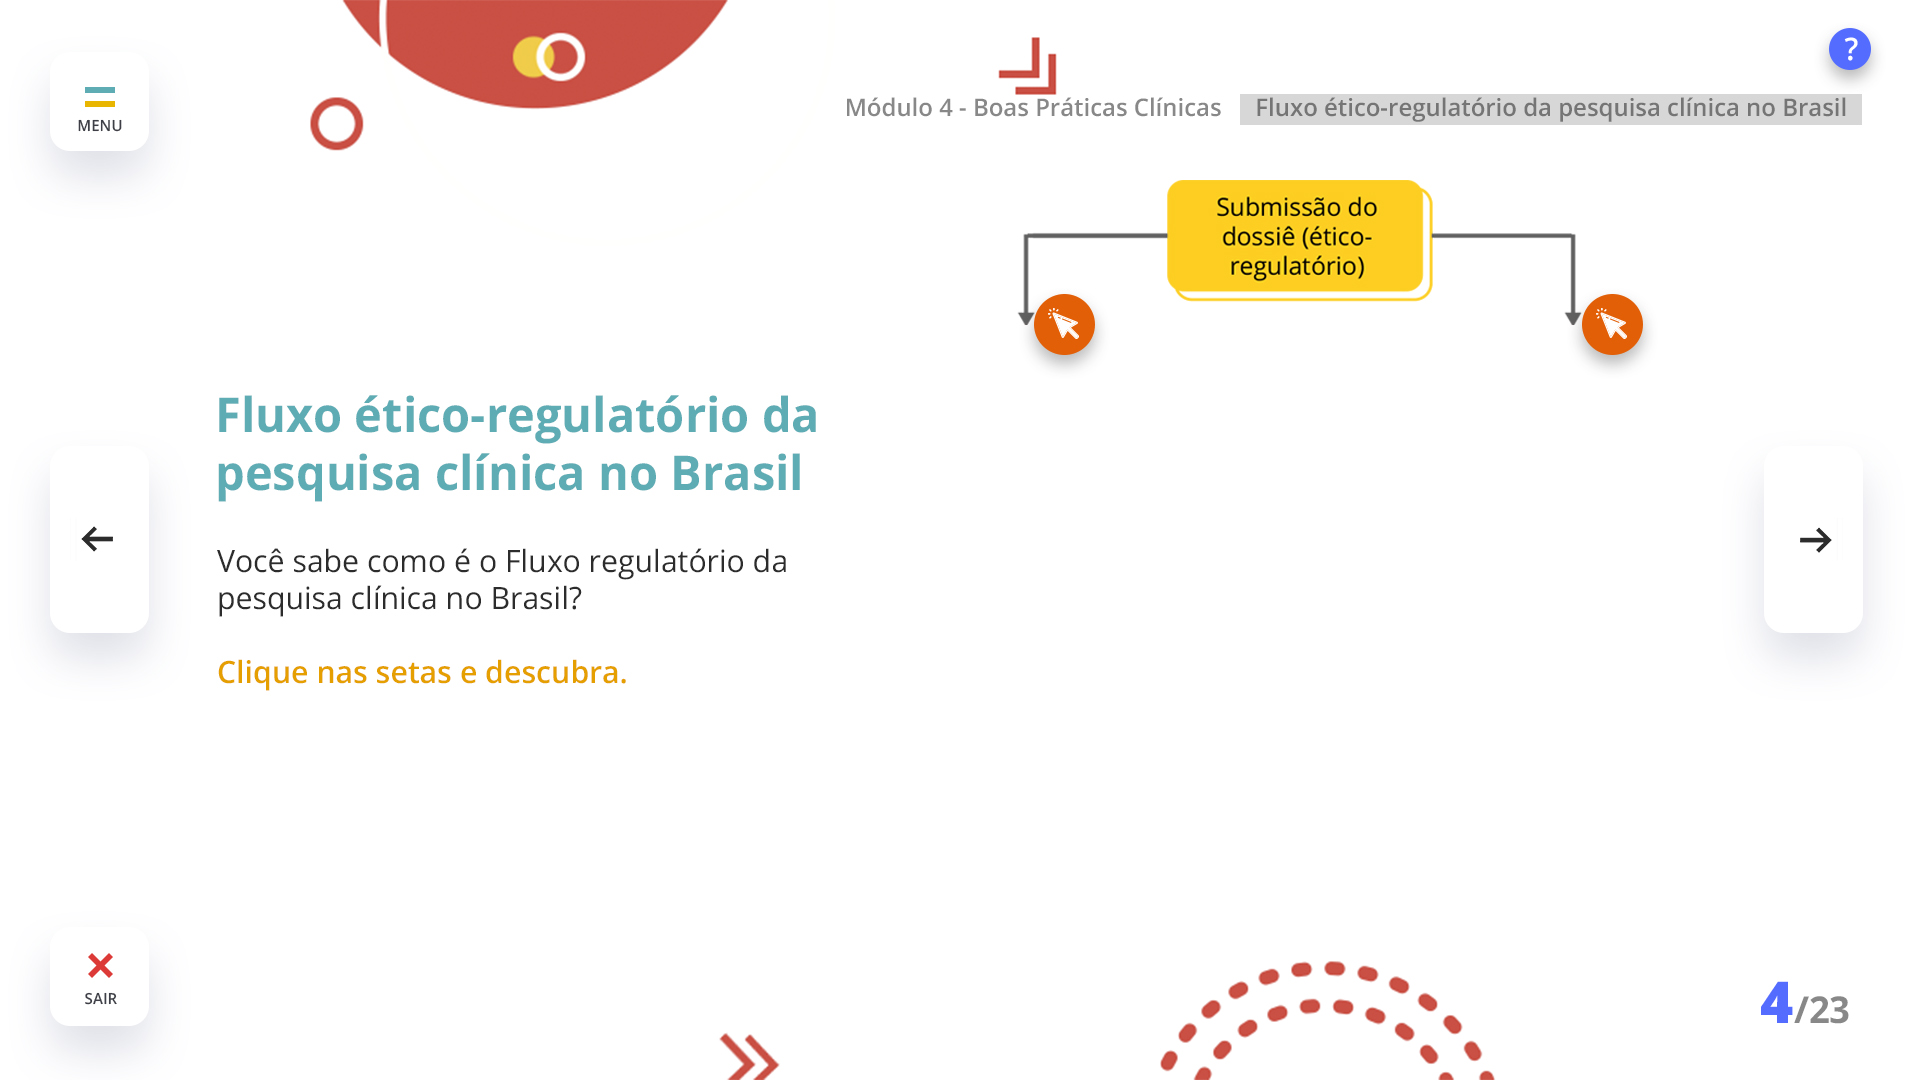 MENU
?
Módulo 4 - Boas Práticas Clínicas
Fluxo ético-regulatório da pesquisa clínica no Brasil
Submissão do
dossiê (ético-
regulatório)
Fluxo ético-regulatório da
pesquisa clínica no Brasil
Você sabe como é o Fluxo regulatório da
pesquisa clínica no Brasil?
Clique nas setas e descubra.
SAIR
4/23